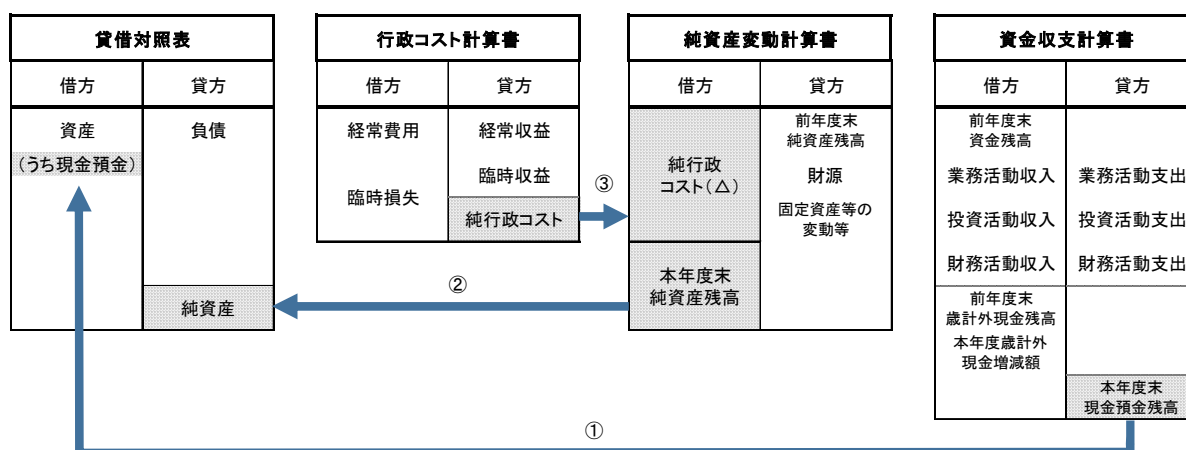 貸借対照表
借方
貸方
資産
（うち現金預金）
負債
純資産
行政コスト計算書
借方
貸方
経常費用
臨時損失
経常収益
臨時収益
純行政コスト
③
②
純資産変動計算書
借方
貸方
純行政
コスト（△）
本年度末
純資産残高
前年度末
純資産残高
財源
固定資産等の
変動等
資金収支計算書
借方
貸方
前年度末
資金残高
業務活動収入
業務活動支出
投資活動収入
投資活動支出
財務活動収入
財務活動支出
前年度末
歳計外現金残高
本年度歳計外
現金増減額
本年度末
現金預金残高
①